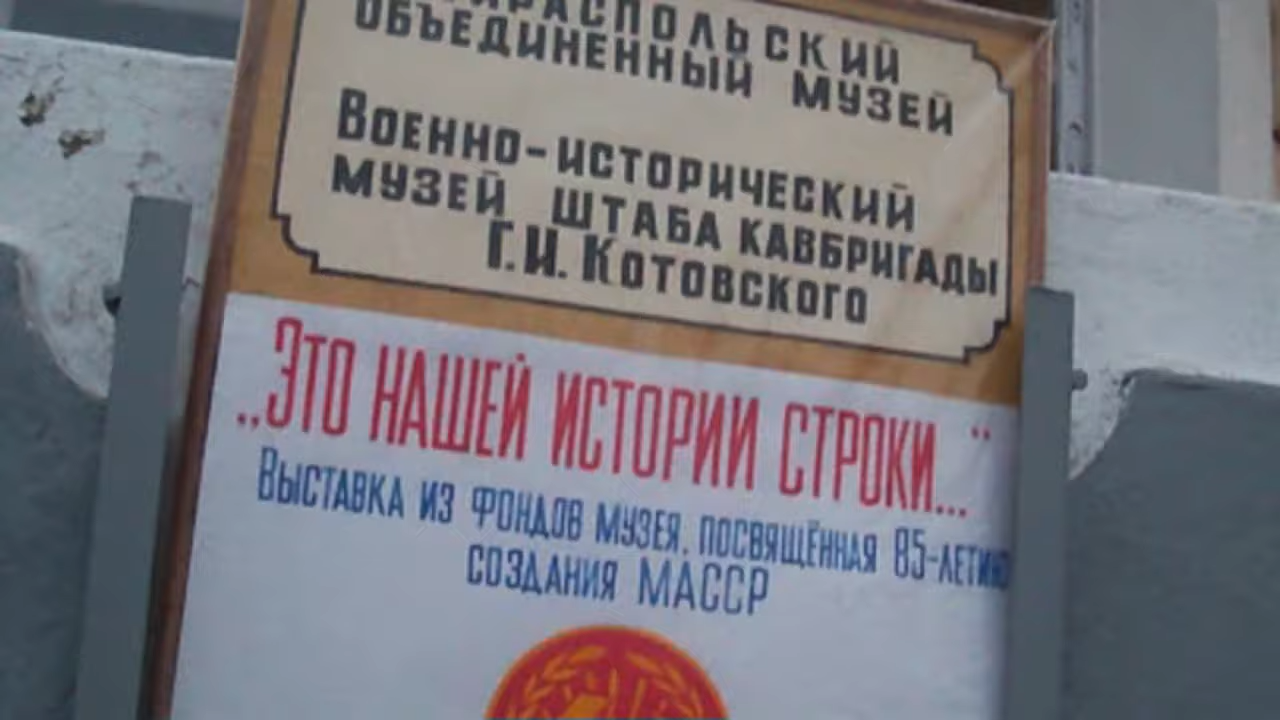 ТИРАСПОЛЬСКИЙ
ОБЪЕДИНЕННЫЙ МУЗЕЙ
ВОЕННО-ИСТОРИЧЕСКИЙ
МУЗЕЙ ШТАБА КАВБРИГАДЫ
Г.И. КОТОВСКОГО
„ЭТО НАШЕЙ ИСТОРИИ СТРОКИ..."
ВЫСТАВКА ИЗ ФОНДОВ МУЗЕЯ, ПОСВЯЩЁННАЯ 85-ЛЕТИЮ
СОЗДАНИЯ МАССР